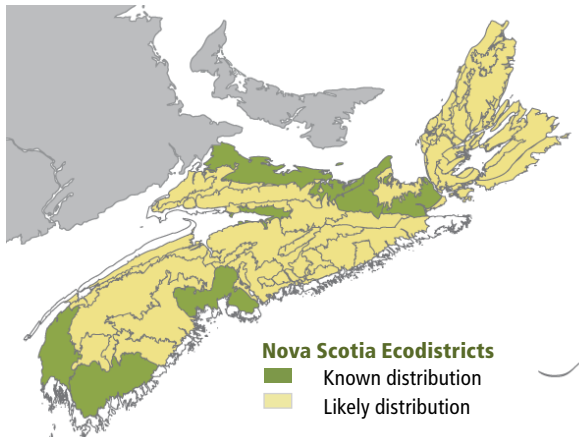 Nova Scotia Ecodistricts
Known distribution
Likely distribution